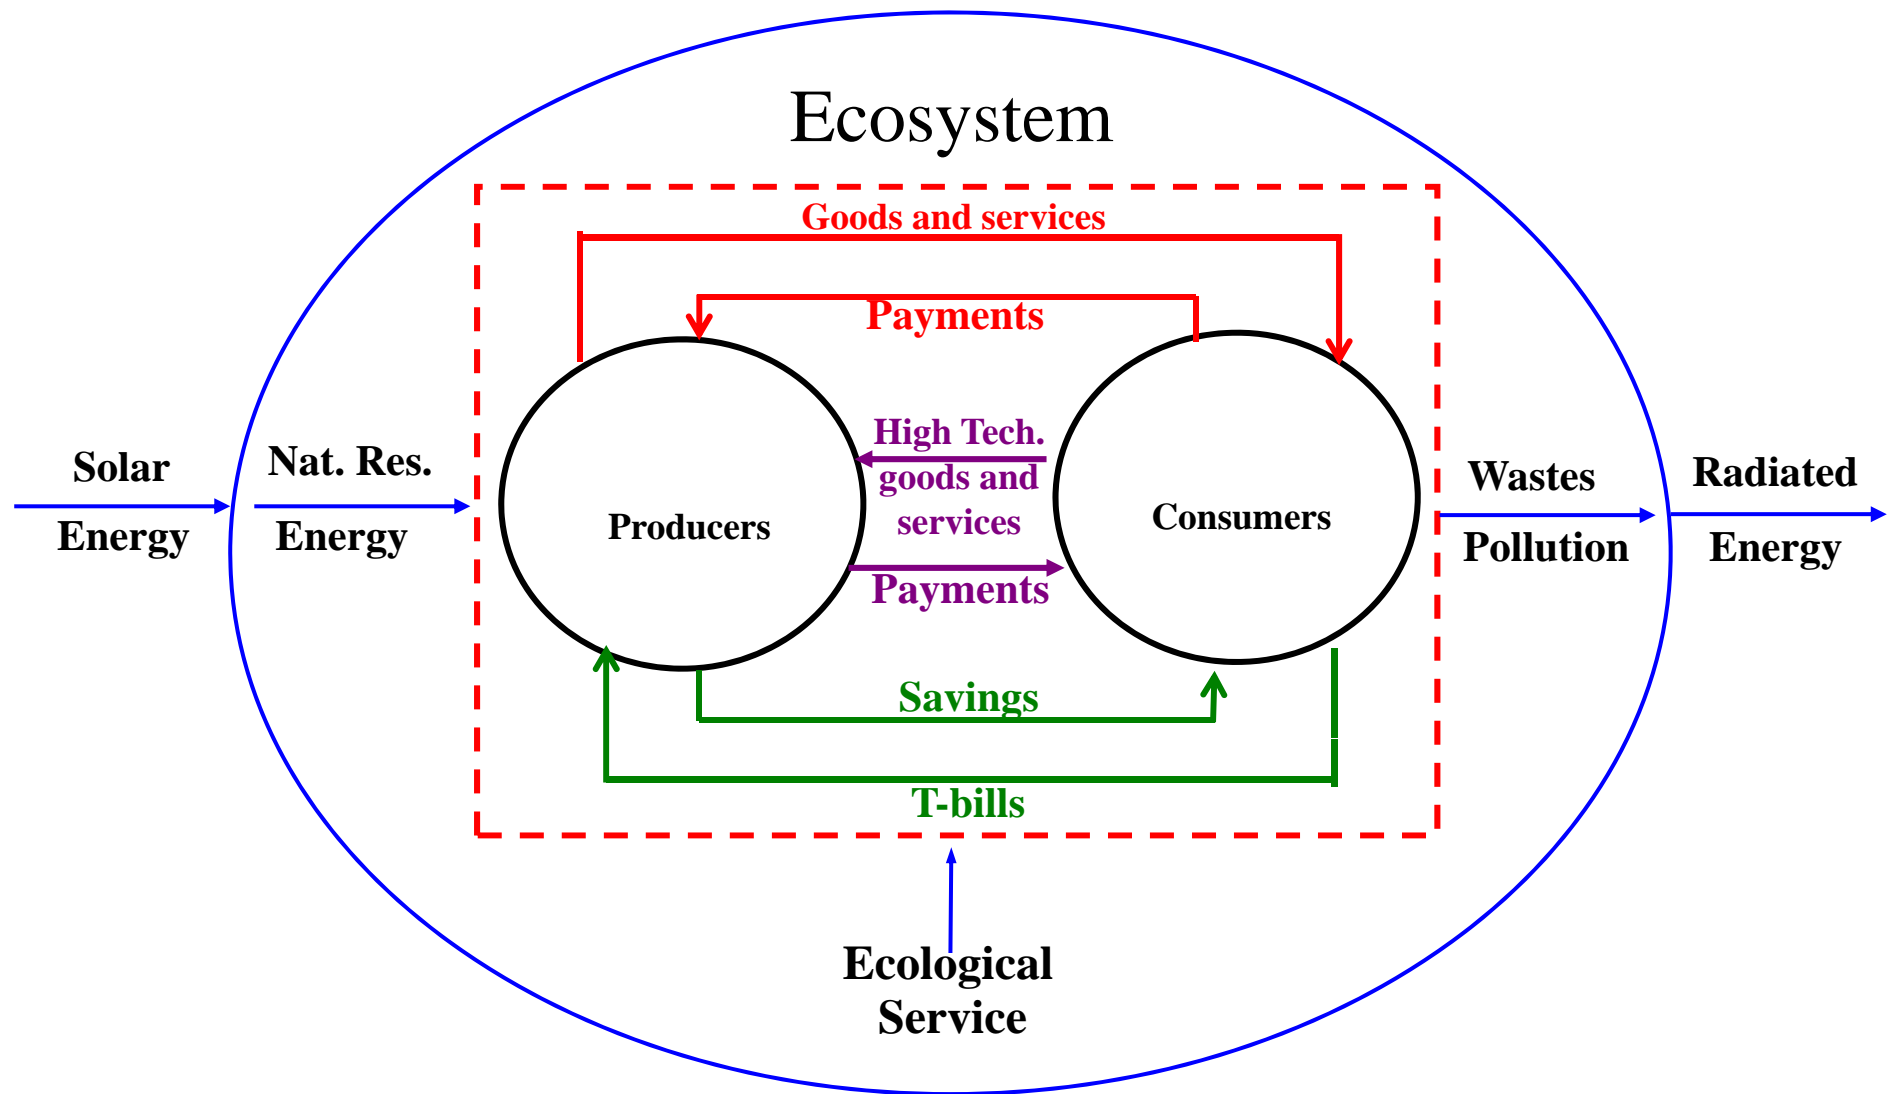 Ecosystem
Goods and services
Payments
High Tech.
goods and
services
Payments
Solar
Energy
Nat. Res.
Energy
Producers
Consumers
Wastes
Pollution
Radiated
Energy
Savings
T-bills
Ecological
Service